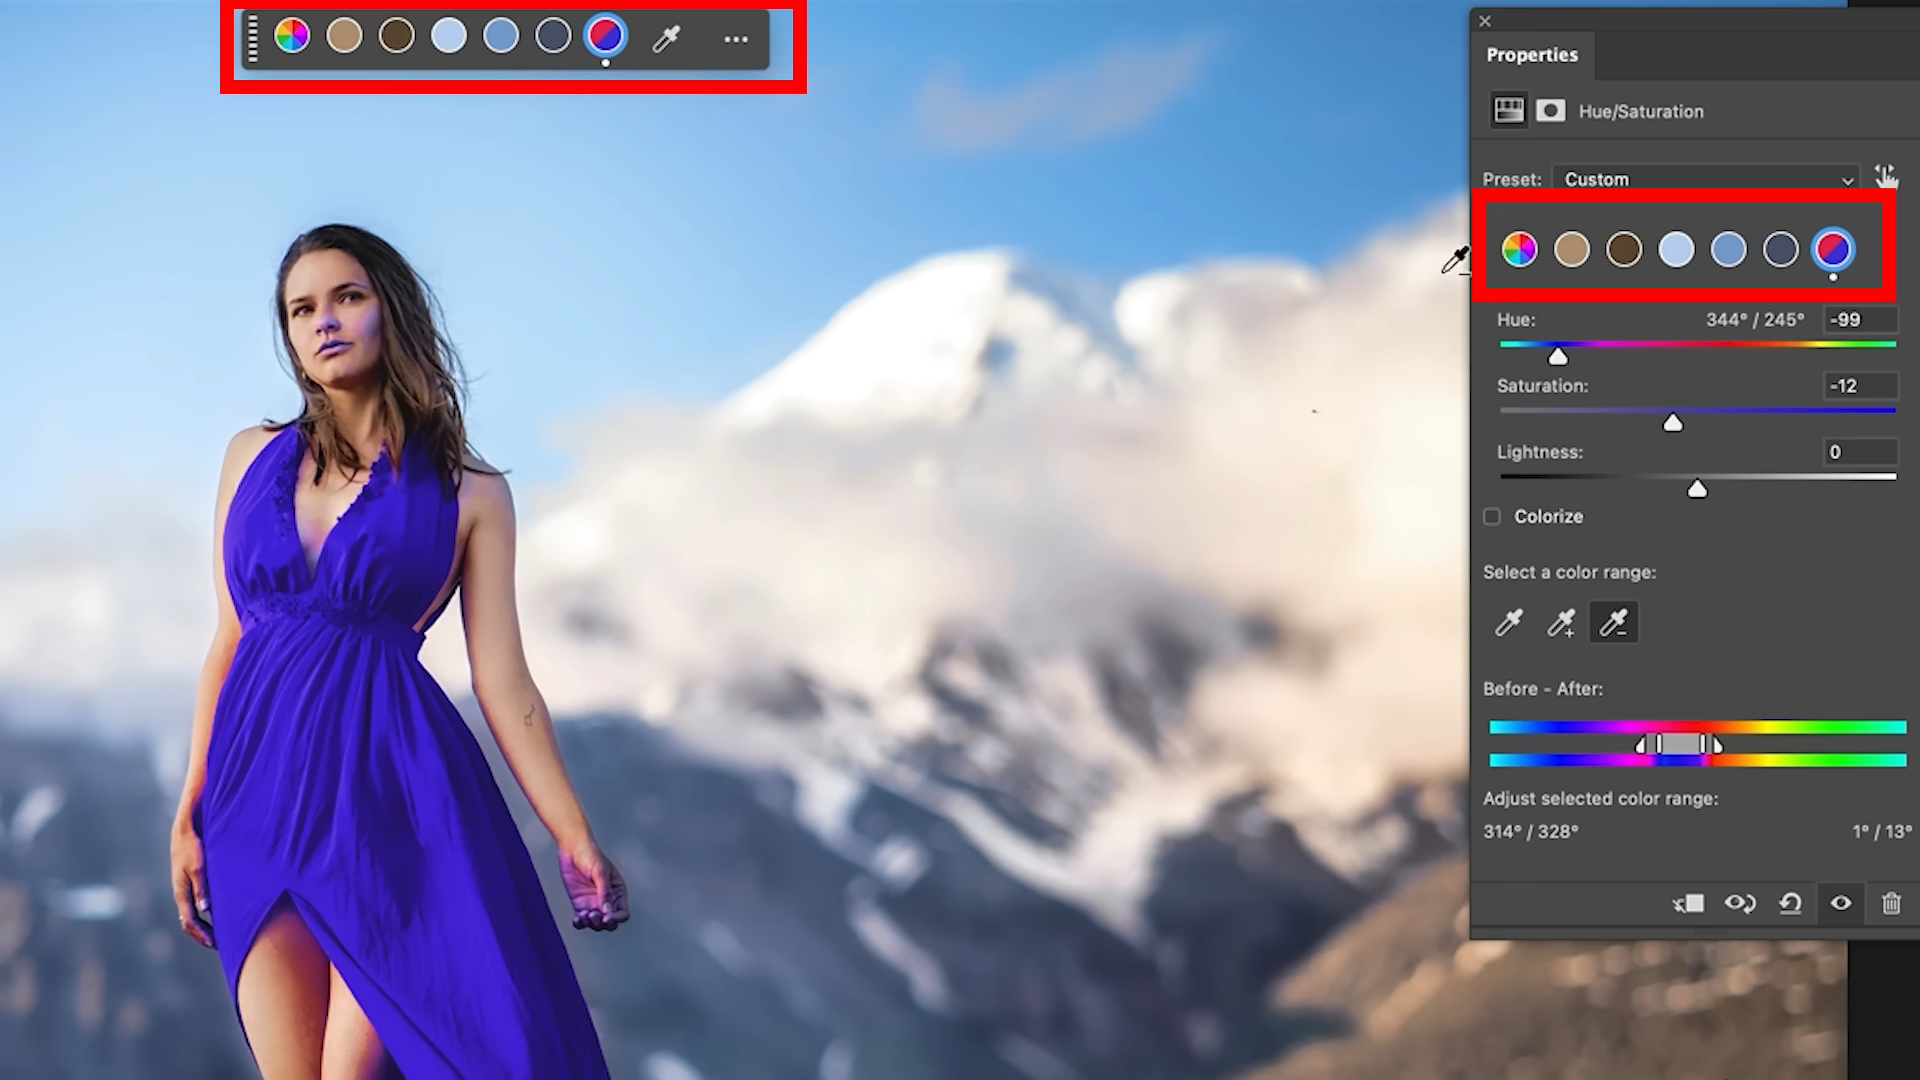 Properties
Hue/Saturation
Preset: Custom
Hue: 344° / 245° -99
Saturation: -12
Lightness: 0
Colorize
Select a color range:
Before - After:
Adjust selected color range:
314° / 328° 1° / 13°